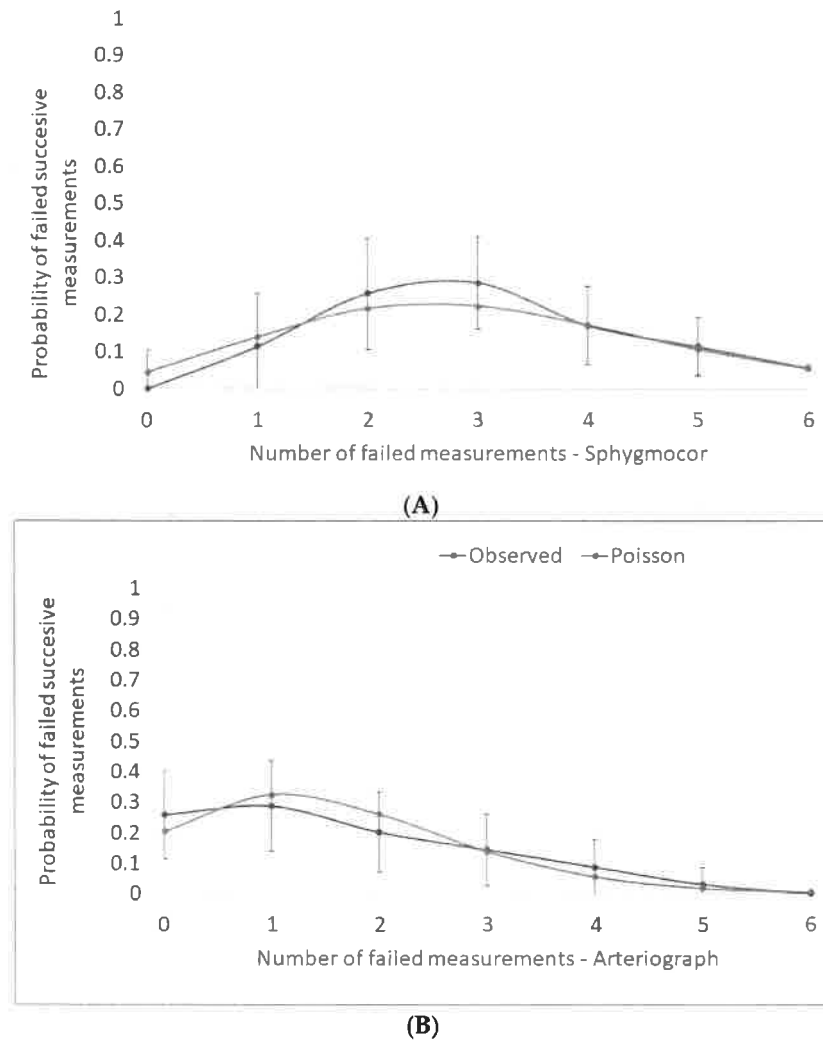 1
0.9
0.8
0.7
0.6
0.5
0.4
0.3
0.2
0.1
0
Probability of failed succesive
measurements
0 1 2 3 4 5 6
Number of failed measurements - Sphygmocor
(A)
Observed Poisson
1
0.9
0.8
0.7
0.6
0.5
0.4
0.3
0.2
0.1
0
Probability of failed succesive
measurements
0 1 2 3 4 5 6
Number of failed measurements - Arteriograph
(B)